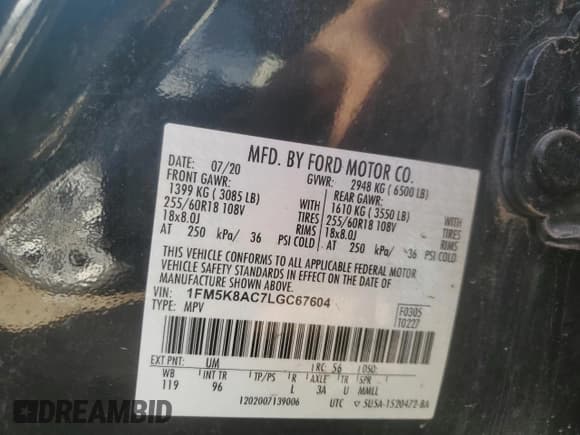 MFD. BY FORD MOTOR CO.
DATE: 07/20 GVWR: 2948 KG ( 6500 LB)
FRONT GAWR: REAR GAWR:
1399 KG ( 3085 LB) WITH 1610 KG ( 3550 LB) WITH
255/60R18 108V TIRES 255/60R18 108V TIRES
18x8.0J RIMS 18x8.0J RIMS
AT 250 kPa/ 36 PSI COLD AT 250 kPa/ 36 PSI COLD
THIS VEHICLE CONFORMS TO ALL APPLICABLE FEDERAL MOTOR
VEHICLE SAFETY STANDARDS IN EFFECT ON THE DATE OF
MANUFACTURE SHOWN ABOVE.
VIN: 1FM5K8AC7LGC67604
TYPE: MPV
F0305
T0227
EXT PNT: UM RC: 56 DSO:
WB INT TR TP/PS R AXLE TR SPR
119 96 L 3A U MMLL
1202007139006 UTC 5USA-1520472-BA
DREAMBID